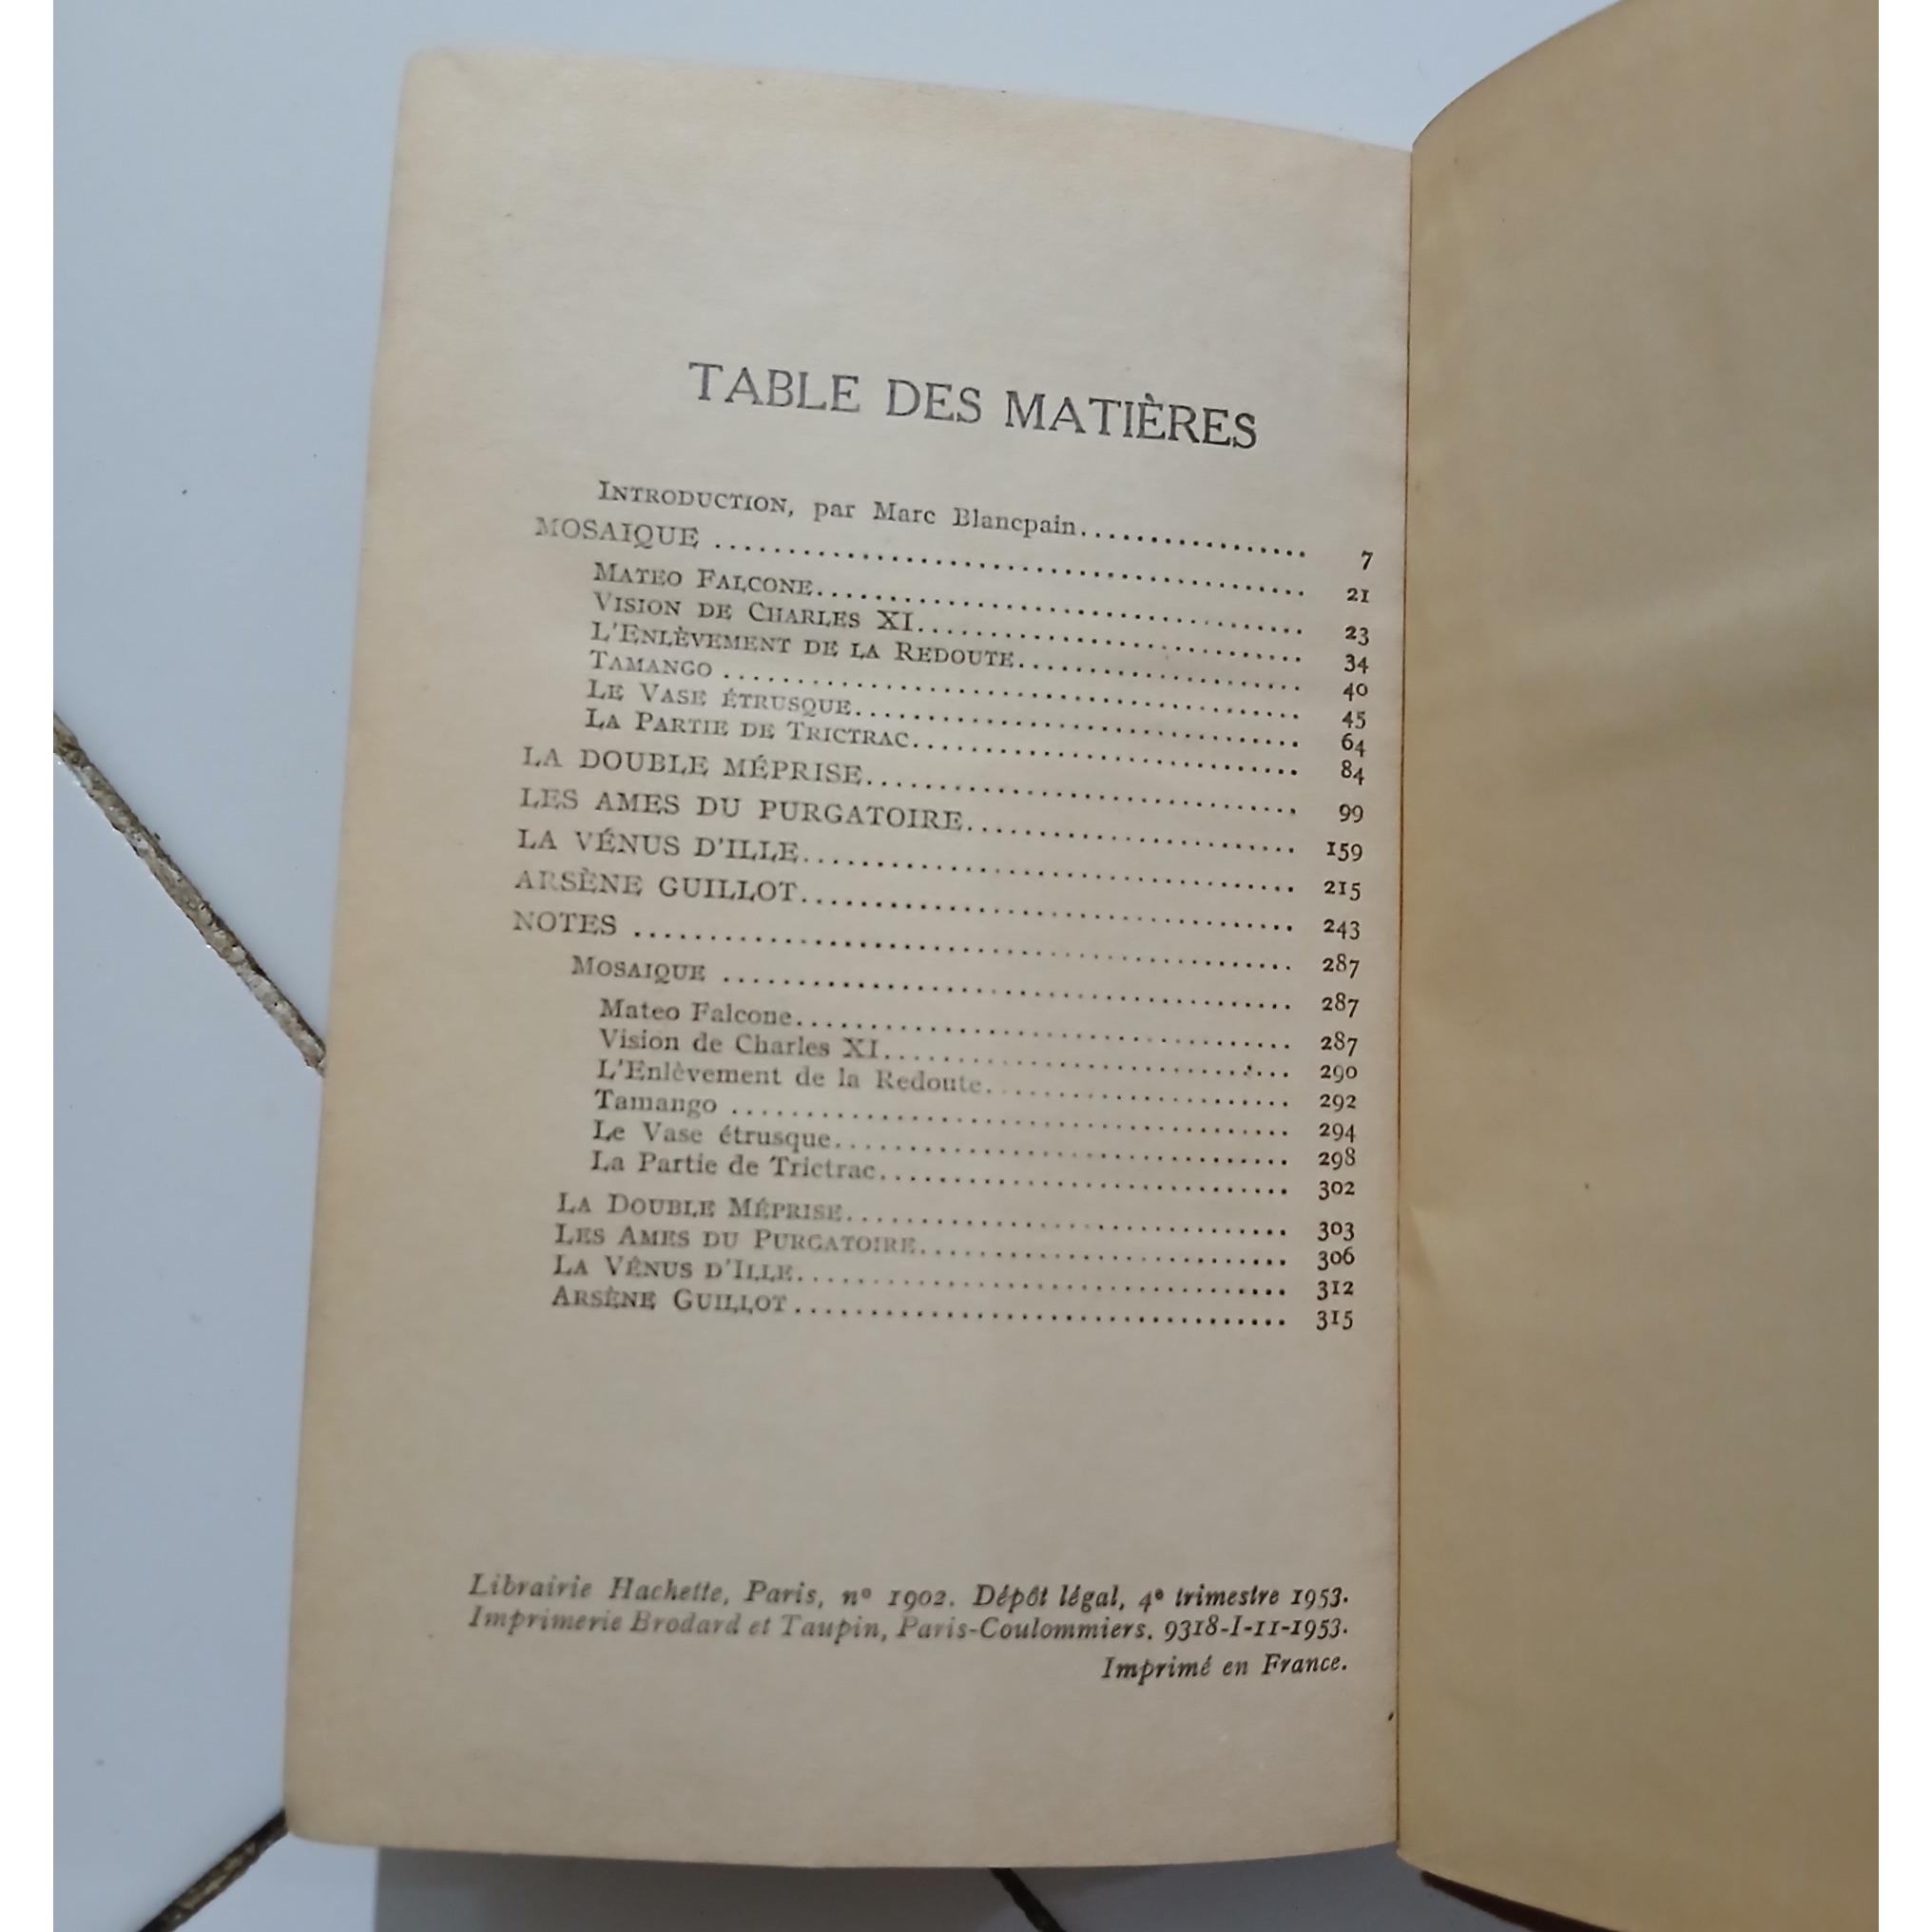 TABLE DES MATIÈRES
INTRODUCTION, par Marc Blancpain.................. 7
MOSAIQUE .................. 21
MATEO FALCONE.................. 23
VISION DE CHARLES XI.................. 34
L'ENLÈVEMENT DE LA REDOUTE.................. 40
TAMANGO .................. 45
LE VASE ÉTRUSQUE.................. 64
LA PARTIE DE TRICTRAC.................. 84
LA DOUBLE MÉPRISE.................. 99
LES AMES DU PURGATOIRE.................. 159
LA VÉNUS D'ILLE.................. 215
ARSÈNE GUILLOT.................. 243
NOTES .................. 287
MOSAIQUE .................. 287
Mateo Falcone.................. 287
Vision de Charles XI.................. 290
L'Enlèvement de la Redoute.................. 292
Tamango .................. 294
Le Vase étrusque.................. 298
La Partie de Trictrac.................. 302
LA DOUBLE MÉPRISE.................. 303
LES AMES DU PURGATOIRE.................. 306
LA VÉNUS D'ILLE.................. 312
ARSÈNE GUILLOT.................. 315
Librairie Hachette, Paris, n° 1902. Dépôt légal, 4e trimestre 1953.
Imprimerie Brodard et Taupin, Paris-Coulommiers. 9318-I-11-1953.
Imprimé en France.